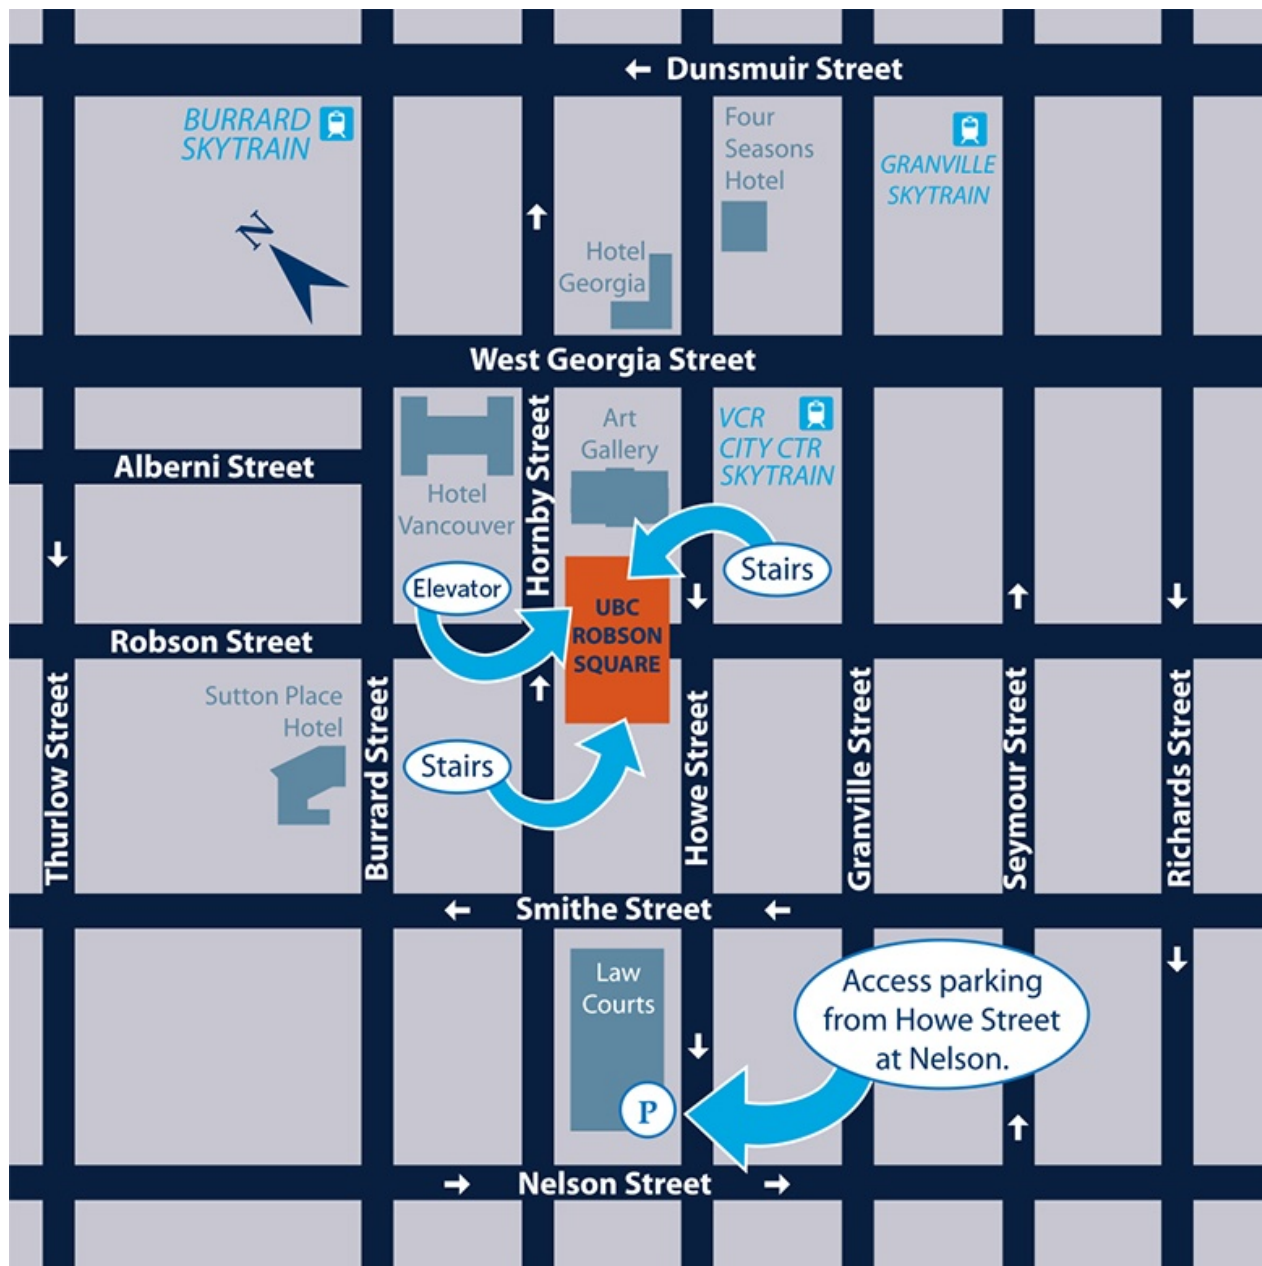 ← Dunsmuir Street
BURRARD
SKYTRAIN
Four
Seasons
Hotel
GRANVILLE
SKYTRAIN
N
Hotel
Georgia
West Georgia Street
Hornby Street
Art
Gallery
VCR
CITY CTR
SKYTRAIN
Alberni Street
Hotel
Vancouver
Stairs
Elevator
UBC
ROBSON
SQUARE
Robson Street
Sutton Place
Hotel
Stairs
Thurlow Street
Burrard Street
Howe Street
Granville Street
Seymour Street
Richards Street
← Smithe Street ←
Law
Courts
Access parking
from Howe Street
at Nelson.
P
→ Nelson Street →